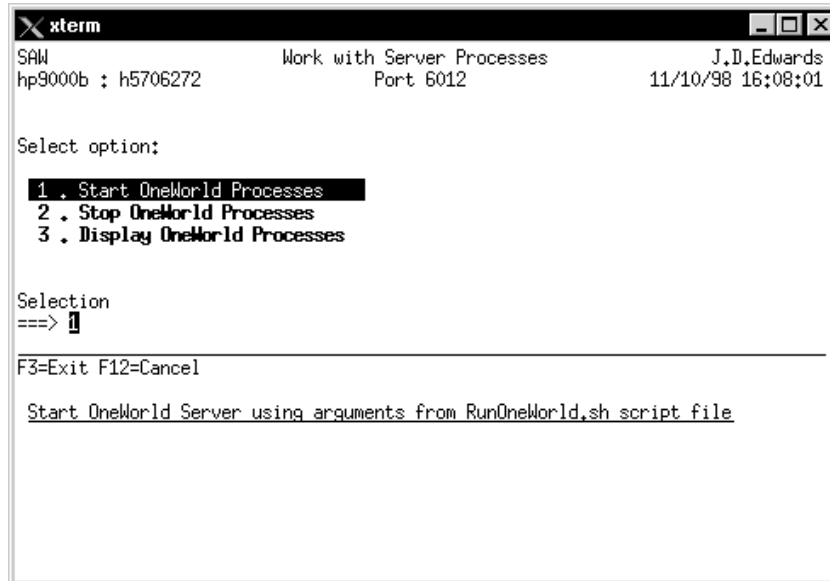 xterm
SAW Work with Server Processes J.D.Edwards
hp9000b : h5706272 Port 6012 11/10/98 16:08:01
Select option:
1 . Start OneWorld Processes
2 . Stop OneWorld Processes
3 . Display OneWorld Processes
Selection
===> 1
F3=Exit F12=Cancel
Start OneWorld Server using arguments from RunOneWorld.sh script file